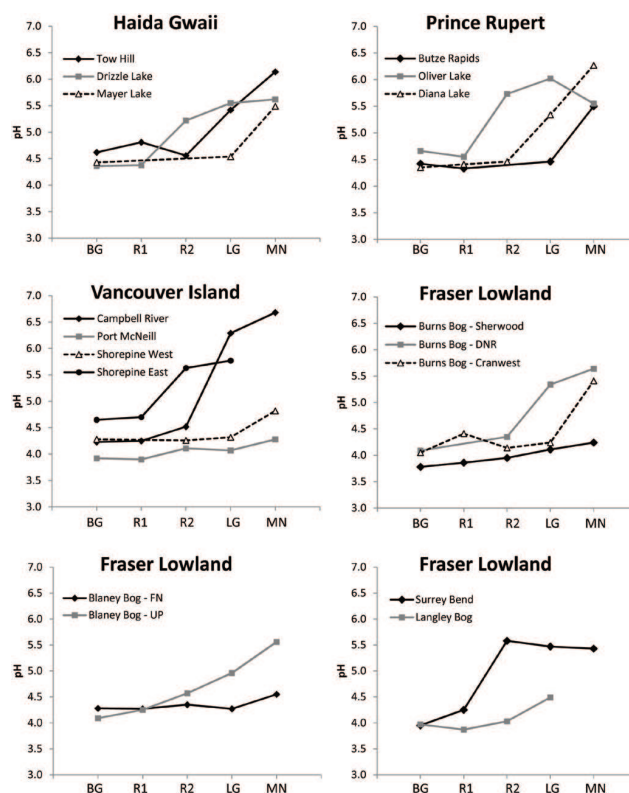 Haida Gwaii
Tow Hill
Drizzle Lake
Mayer Lake
pH
7.0
6.5
6.0
5.5
5.0
4.5
4.0
3.5
3.0
BG R1 R2 LG MN
Prince Rupert
Butze Rapids
Oliver Lake
Diana Lake
pH
7.0
6.5
6.0
5.5
5.0
4.5
4.0
3.5
3.0
BG R1 R2 LG MN
Vancouver Island
Campbell River
Port McNeill
Shorepine West
Shorepine East
pH
7.0
6.5
6.0
5.5
5.0
4.5
4.0
3.5
3.0
BG R1 R2 LG MN
Fraser Lowland
Burns Bog - Sherwood
Burns Bog - DNR
Burns Bog - Cranwest
pH
7.0
6.5
6.0
5.5
5.0
4.5
4.0
3.5
3.0
BG R1 R2 LG MN
Fraser Lowland
Blaney Bog - FN
Blaney Bog - UP
pH
7.0
6.5
6.0
5.5
5.0
4.5
4.0
3.5
3.0
BG R1 R2 LG MN
Fraser Lowland
Surrey Bend
Langley Bog
pH
7.0
6.5
6.0
5.5
5.0
4.5
4.0
3.5
3.0
BG R1 R2 LG MN